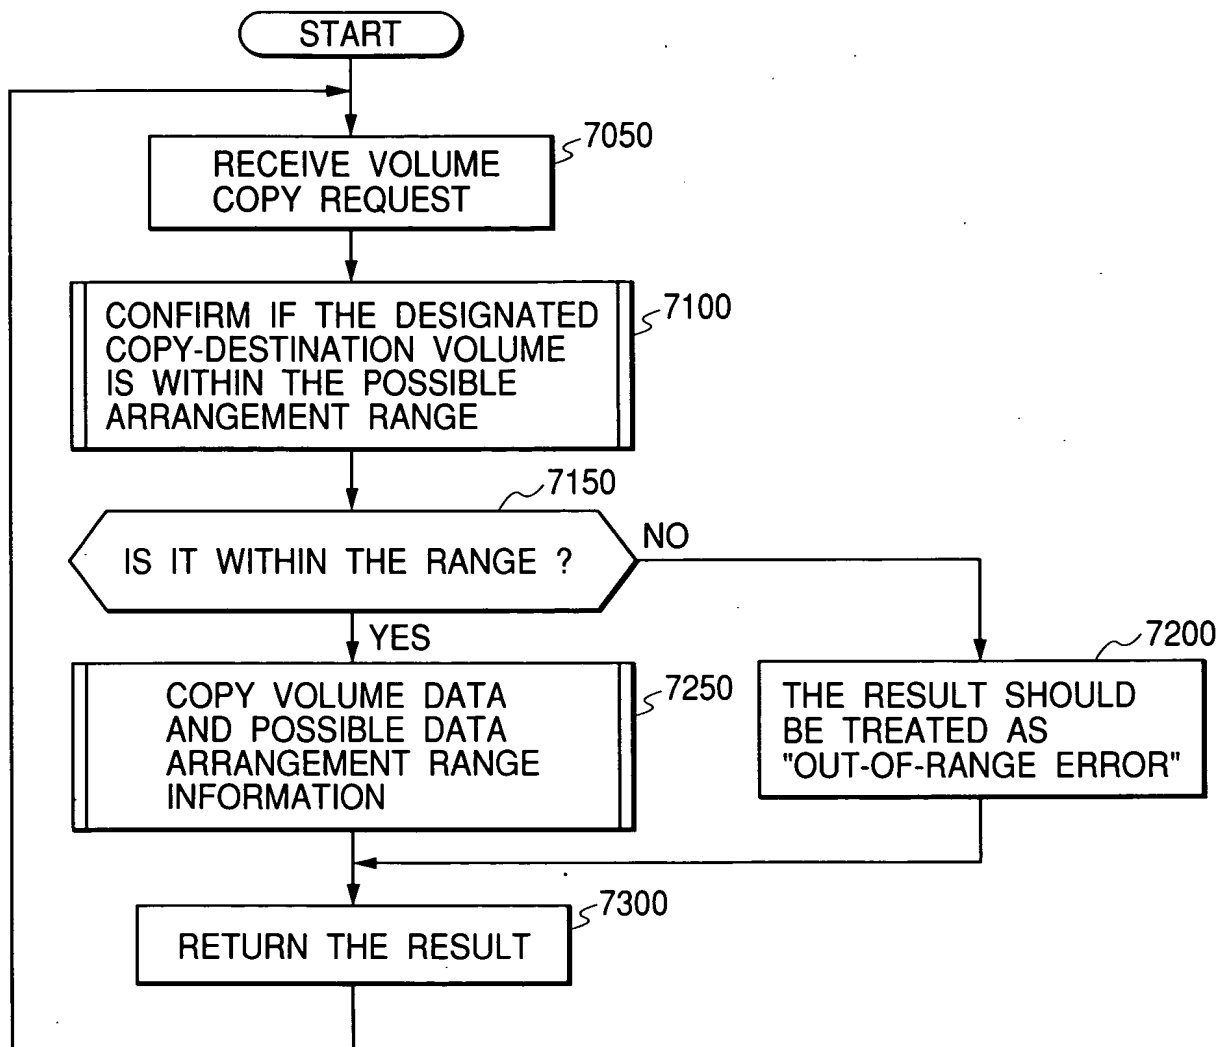 START
7050
RECEIVE VOLUME
COPY REQUEST
7100
CONFIRM IF THE DESIGNATED
COPY-DESTINATION VOLUME
IS WITHIN THE POSSIBLE
ARRANGEMENT RANGE
7150
IS IT WITHIN THE RANGE ?
NO
YES
7250
COPY VOLUME DATA
AND POSSIBLE DATA
ARRANGEMENT RANGE
INFORMATION
7200
THE RESULT SHOULD
BE TREATED AS
"OUT-OF-RANGE ERROR"
7300
RETURN THE RESULT